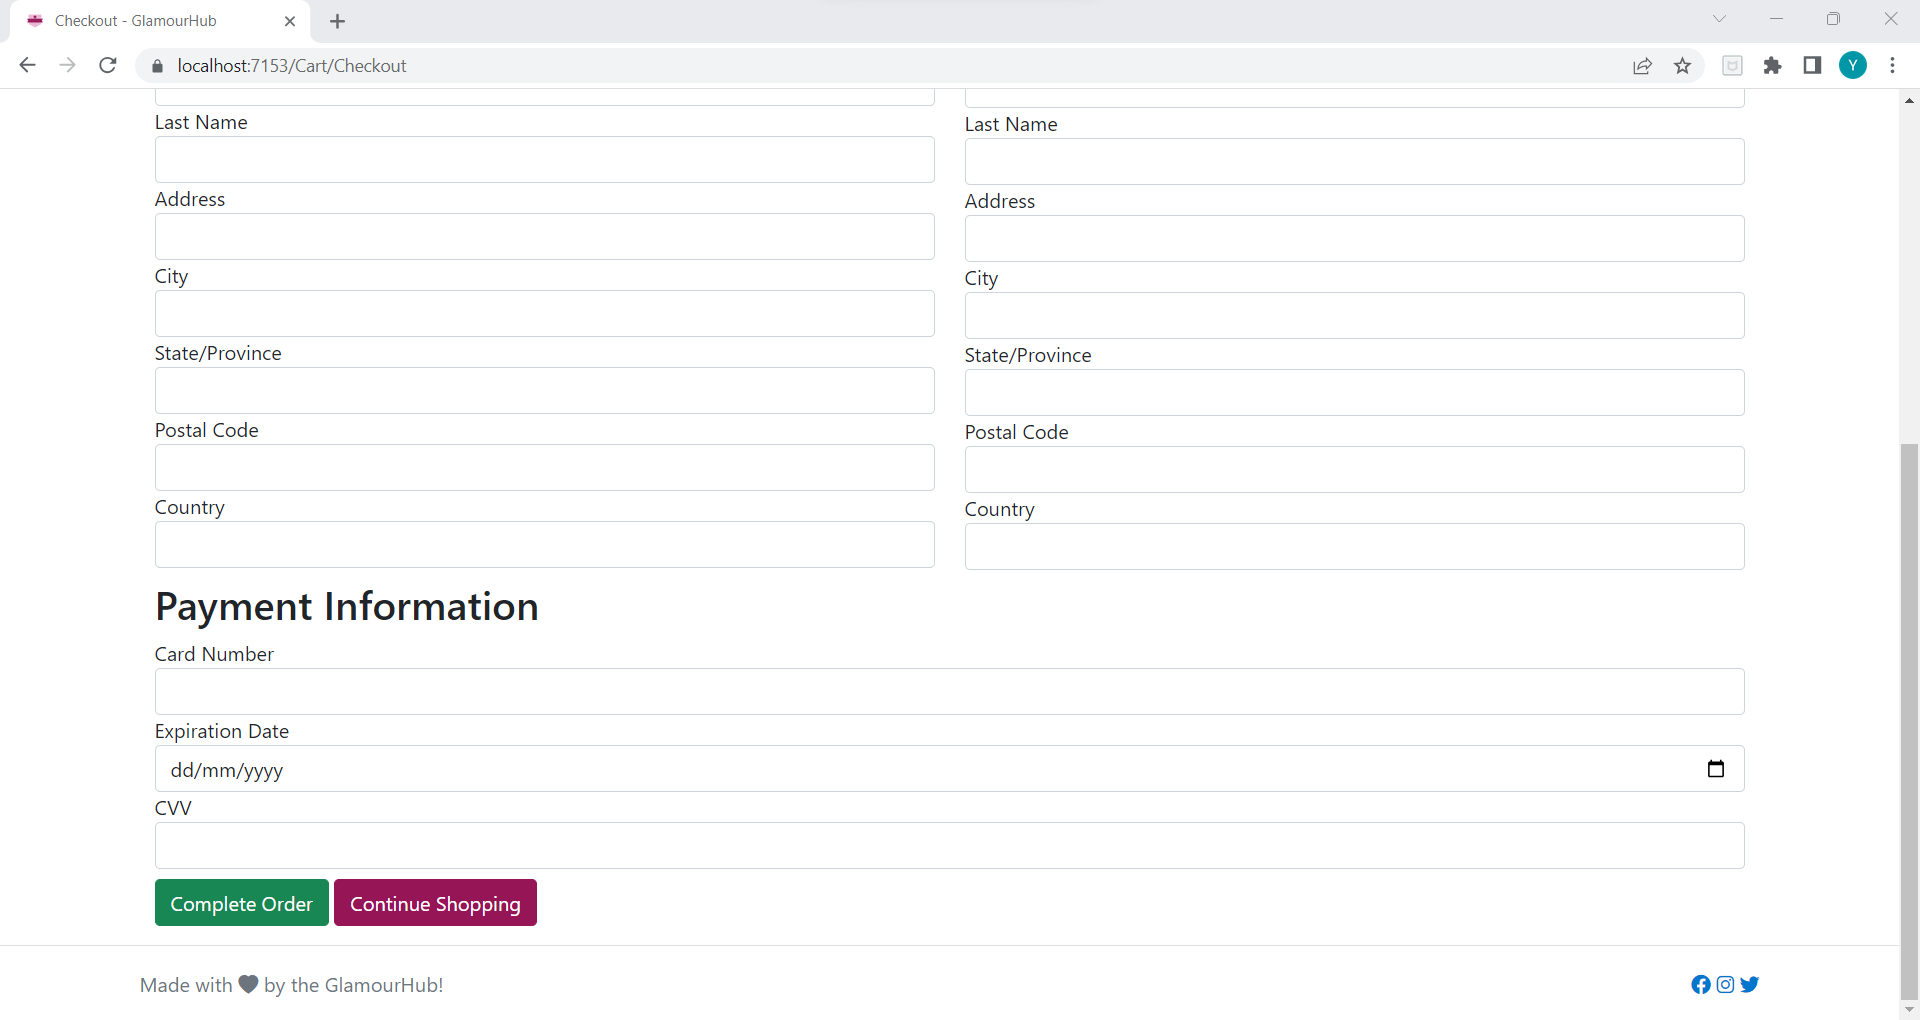 Checkout - GlamourHub
localhost:7153/Cart/Checkout
Y
Last Name
Last Name
Address
Address
City
City
State/Province
State/Province
Postal Code
Postal Code
Country
Country
Payment Information
Card Number
Expiration Date
dd/mm/yyyy
CVV
Complete Order Continue Shopping
Made with 🖤 by the GlamourHub!